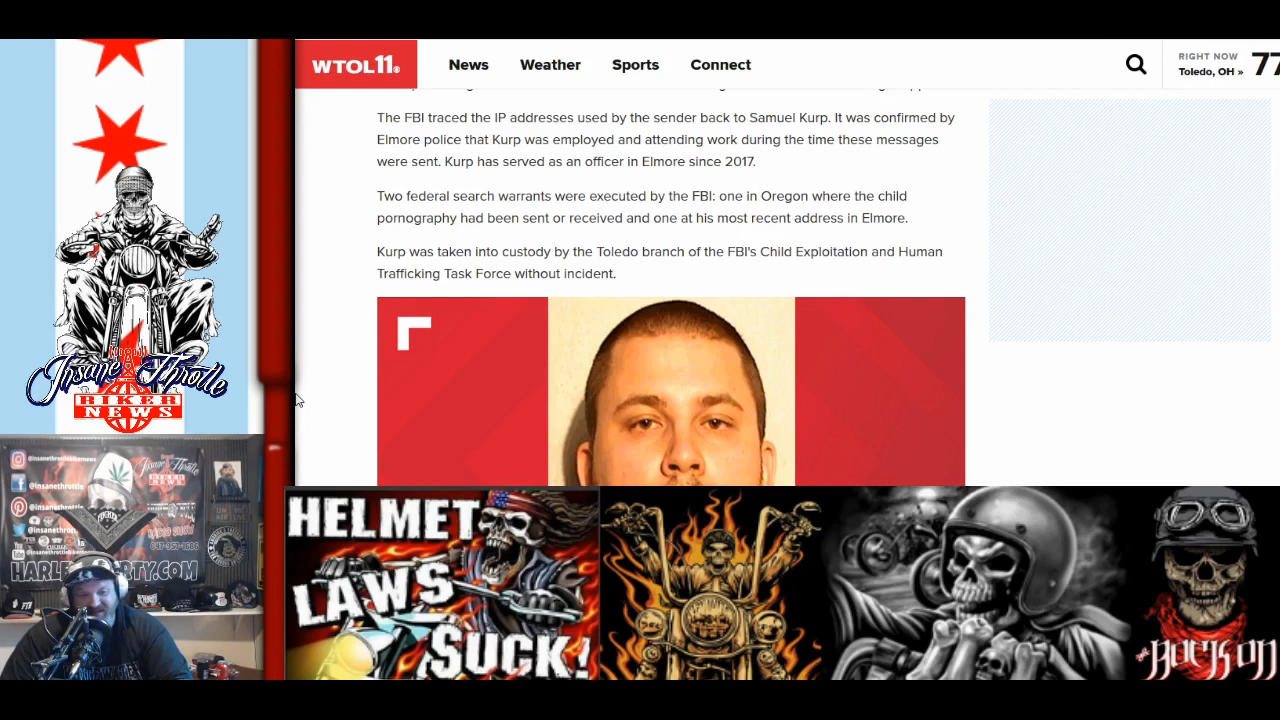 WTOL11
News Weather Sports Connect
RIGHT NOW
Toledo, OH »
77
The FBI traced the IP addresses used by the sender back to Samuel Kurp. It was confirmed by
Elmore police that Kurp was employed and attending work during the time these messages
were sent. Kurp has served as an officer in Elmore since 2017.
Two federal search warrants were executed by the FBI: one in Oregon where the child
pornography had been sent or received and one at his most recent address in Elmore.
Kurp was taken into custody by the Toledo branch of the FBI's Child Exploitation and Human
Trafficking Task Force without incident.
Insane Throttle
BIKER
NEWS
@insanethrottle
HELMET
LAWS
SUCK!
ROCKS ON